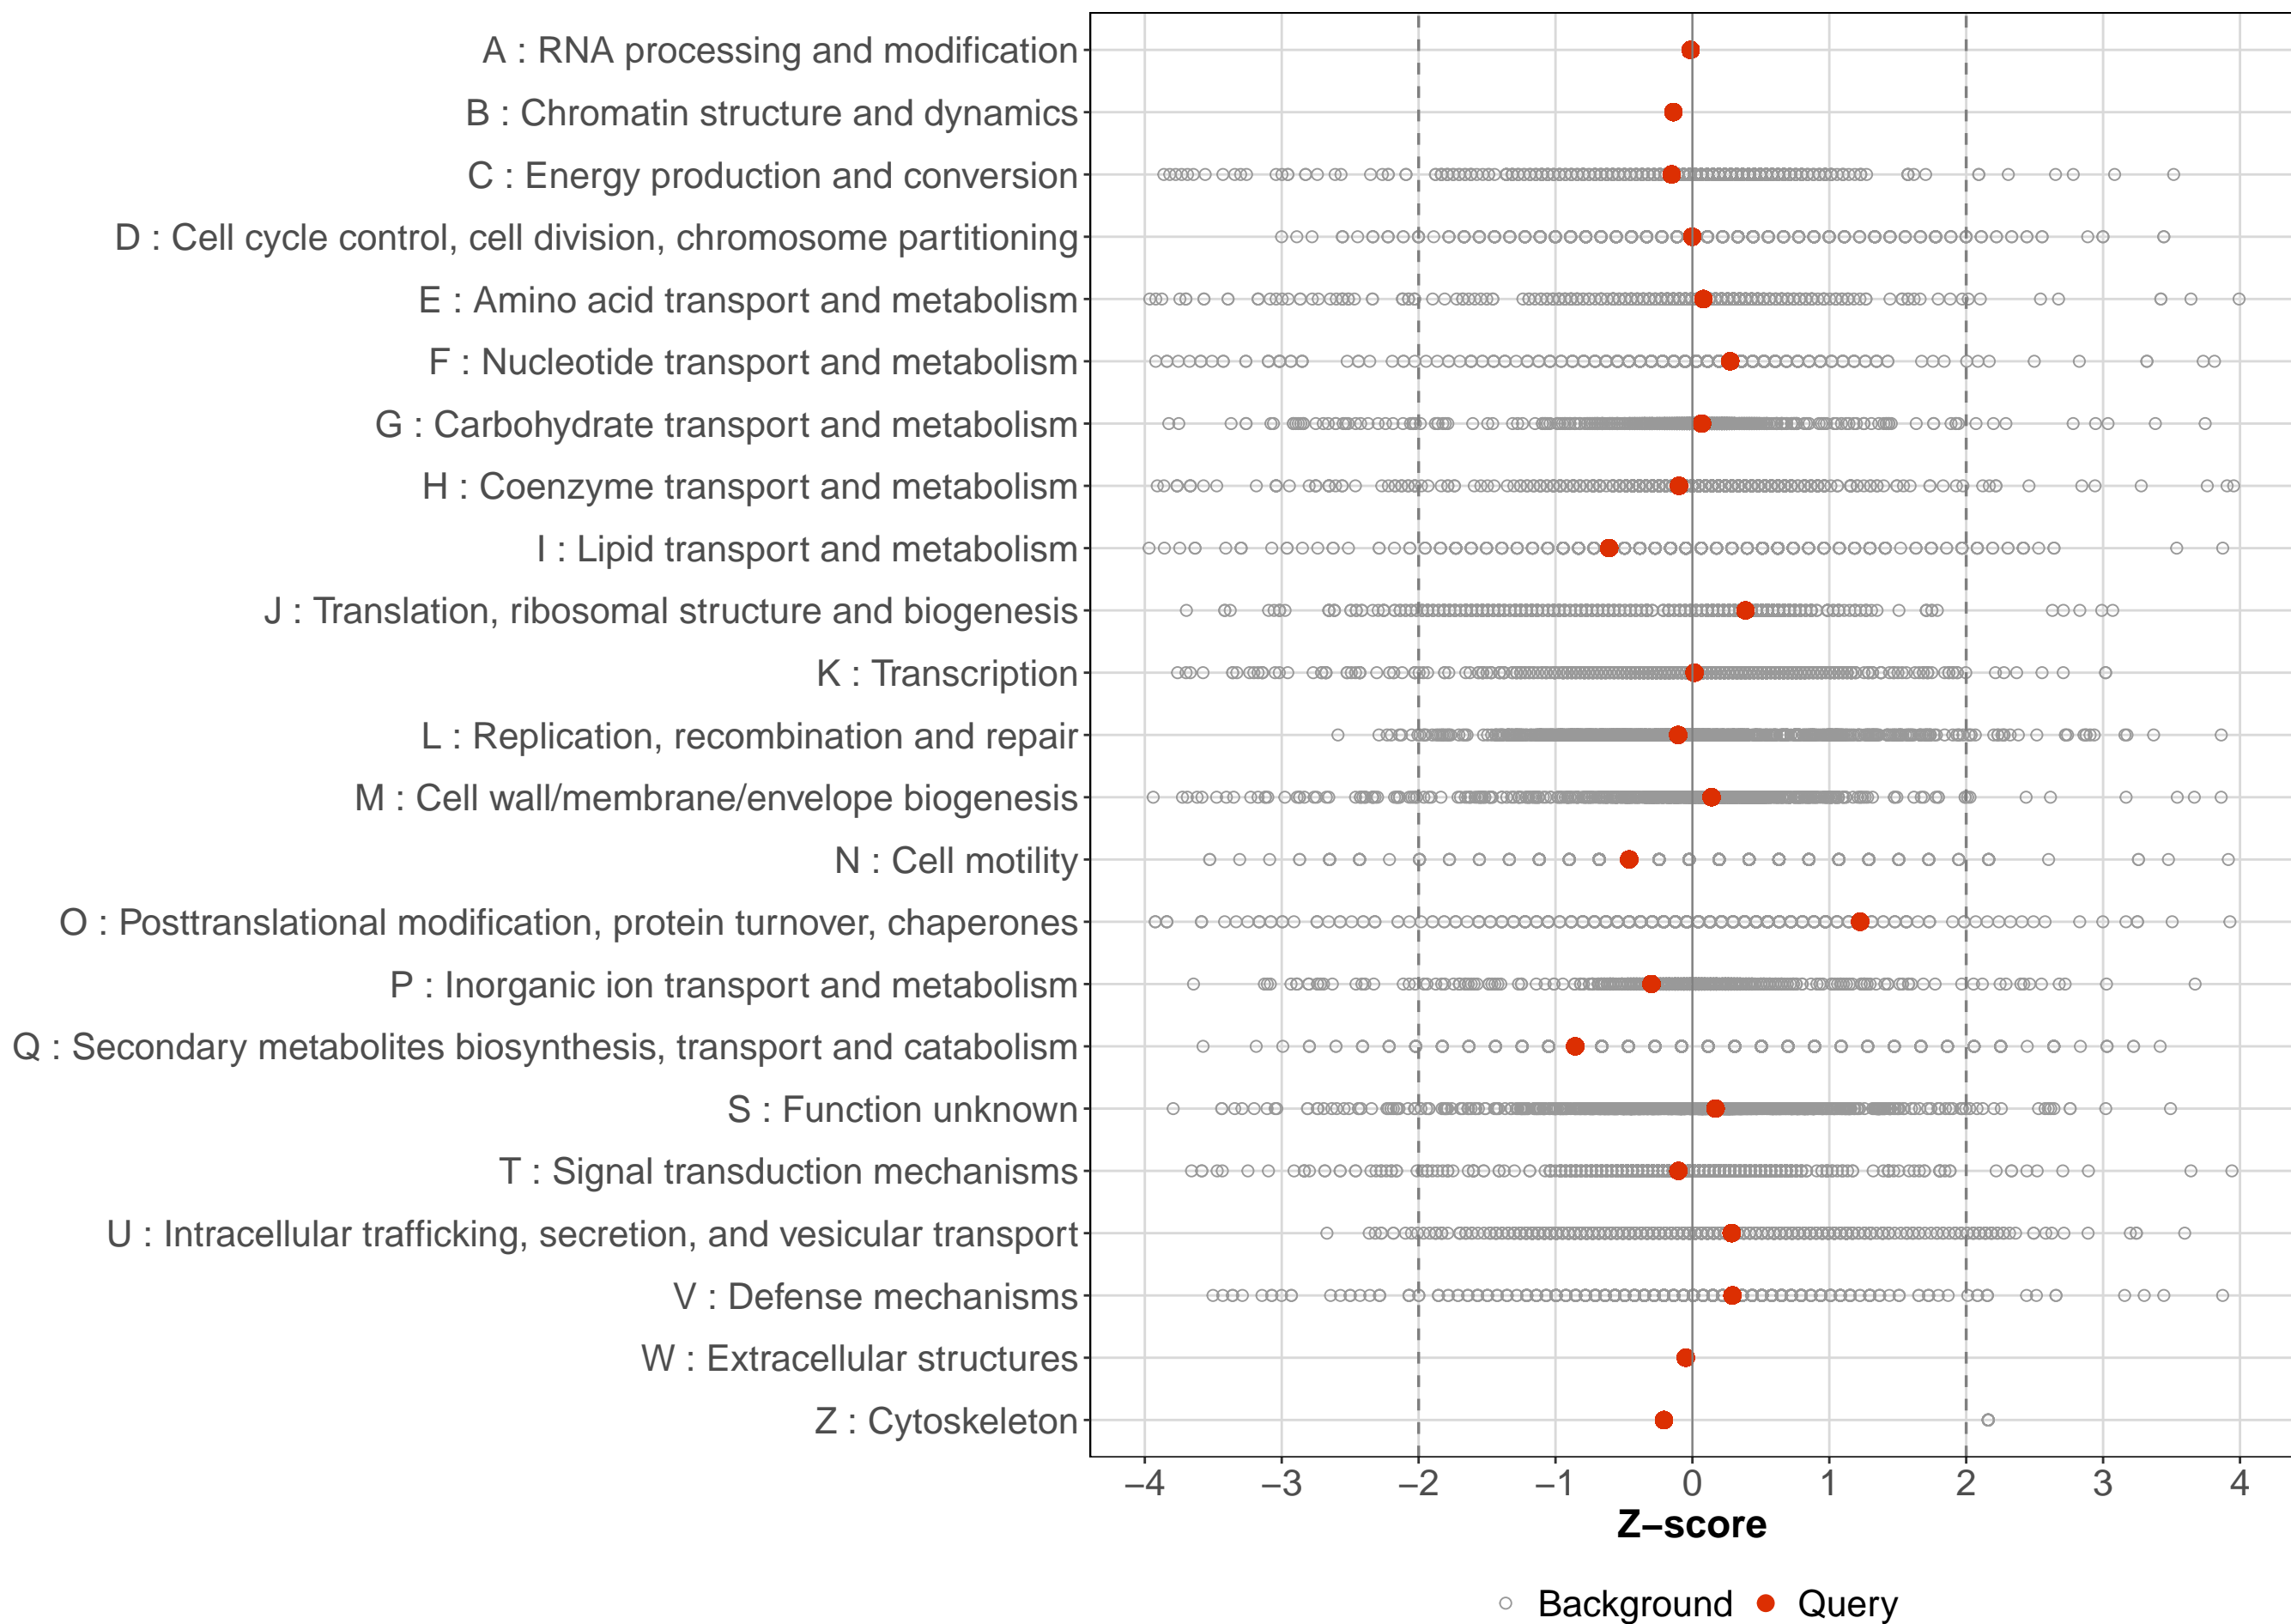 A : RNA processing and modification
B : Chromatin structure and dynamics
C : Energy production and conversion
D : Cell cycle control, cell division, chromosome partitioning
E : Amino acid transport and metabolism
F : Nucleotide transport and metabolism
G : Carbohydrate transport and metabolism
H : Coenzyme transport and metabolism
I : Lipid transport and metabolism
J : Translation, ribosomal structure and biogenesis
K : Transcription
L : Replication, recombination and repair
M : Cell wall/membrane/envelope biogenesis
N : Cell motility
O : Posttranslational modification, protein turnover, chaperones
P : Inorganic ion transport and metabolism
Q : Secondary metabolites biosynthesis, transport and catabolism
S : Function unknown
T : Signal transduction mechanisms
U : Intracellular trafficking, secretion, and vesicular transport
V : Defense mechanisms
W : Extracellular structures
Z : Cytoskeleton
−4 −3 −2 −1 0 1 2 3 4
Z−score
Background Query